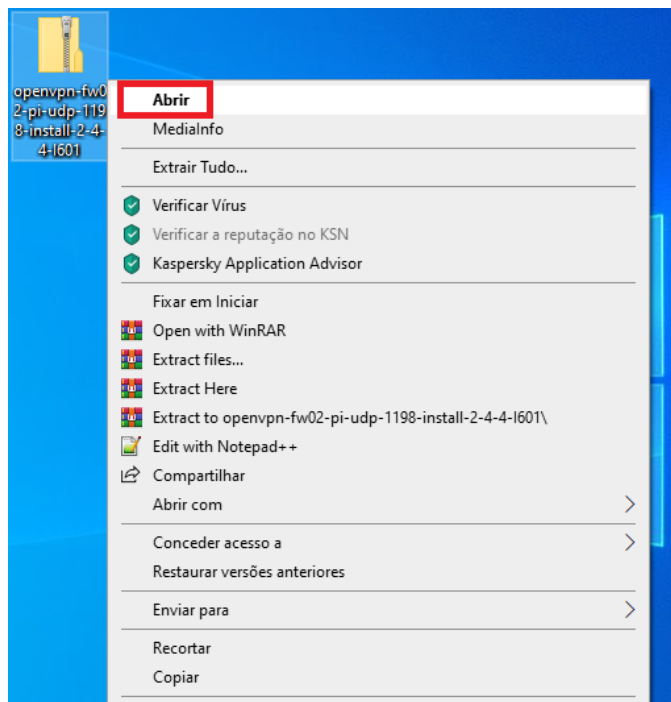 openvpn-fw0
2-pi-udp-119
8-install-2-4-
4-I601
Abrir
MediaInfo
Extrair Tudo...
Verificar Vírus
Verificar a reputação no KSN
Kaspersky Application Advisor
Fixar em Iniciar
Open with WinRAR
Extract files...
Extract Here
Extract to openvpn-fw02-pi-udp-1198-install-2-4-4-I601\
Edit with Notepad++
Compartilhar
Abrir com
Conceder acesso a
Restaurar versões anteriores
Enviar para
Recortar
Copiar